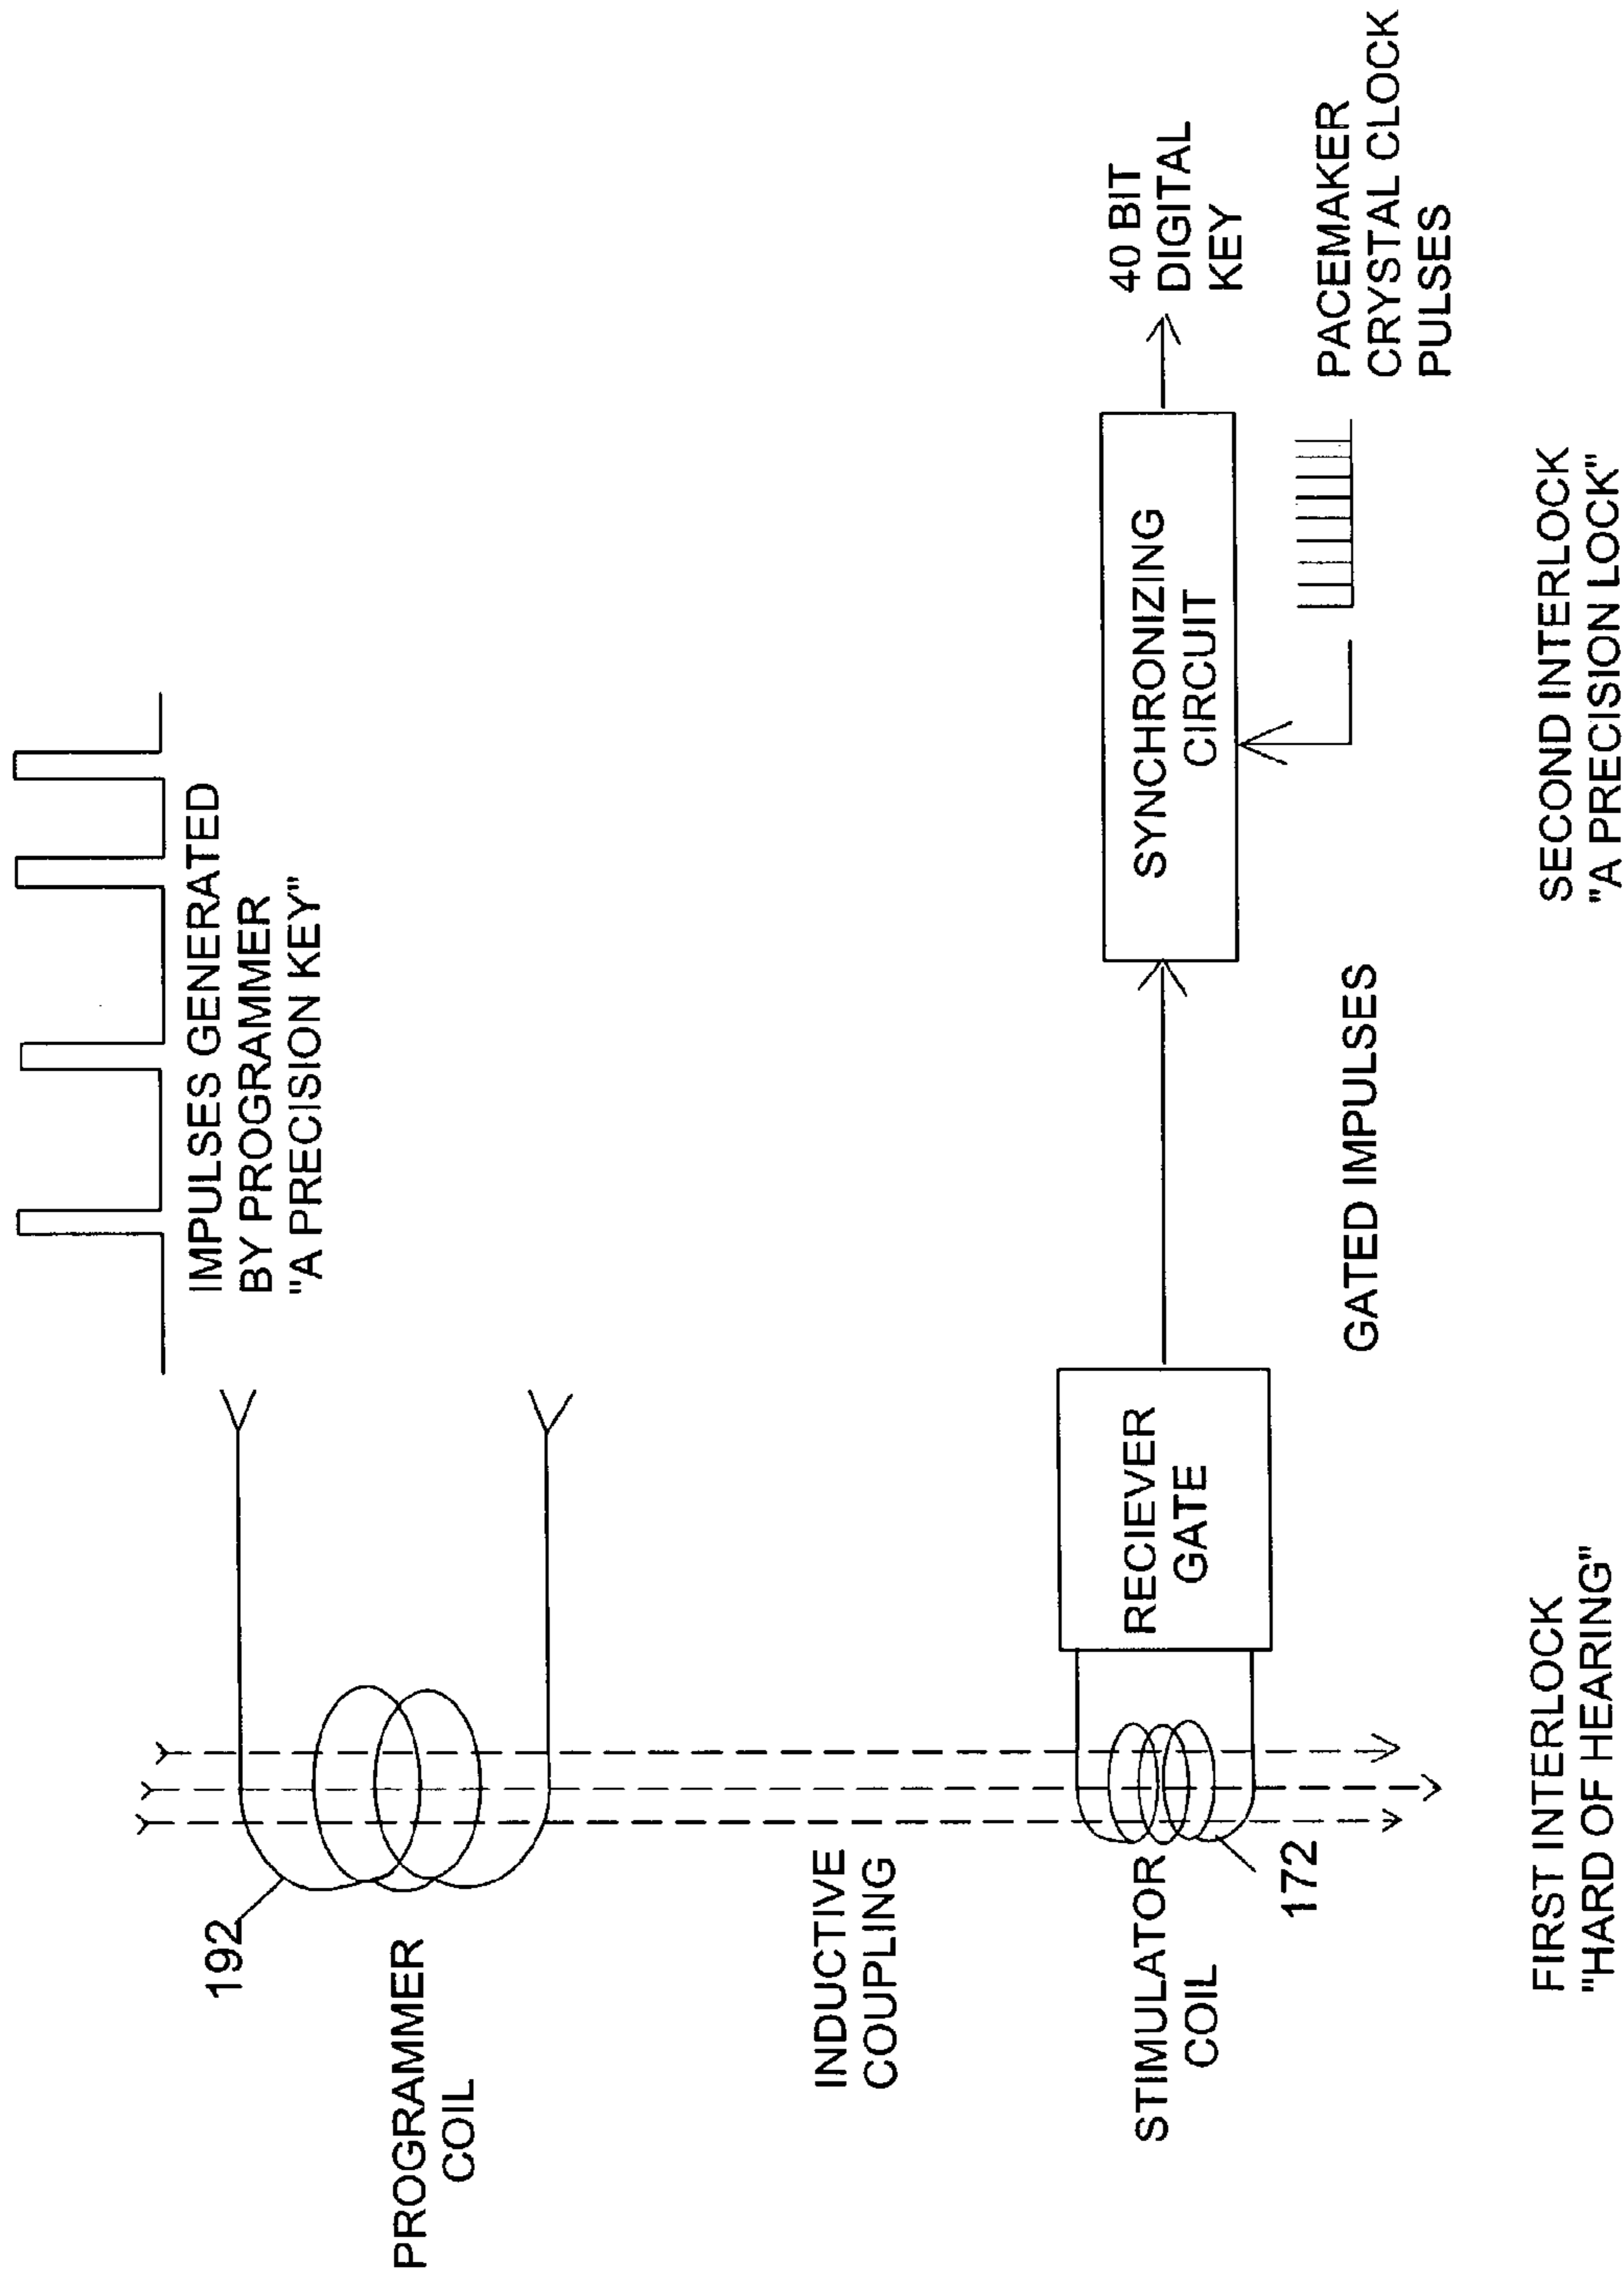 IMPULSES GENERATED
BY PROGRAMMER
"A PRECISION KEY"
192
PROGRAMMER
COIL
INDUCTIVE
COUPLING
STIMULATOR
COIL
172
RECIEVER
GATE
GATED IMPULSES
SYNCHRONIZING
CIRCUIT
40 BIT
DIGITAL
KEY
PACEMAKER
CRYSTAL CLOCK
PULSES
FIRST INTERLOCK
"HARD OF HEARING"
SECOND INTERLOCK
"A PRECISION LOCK"